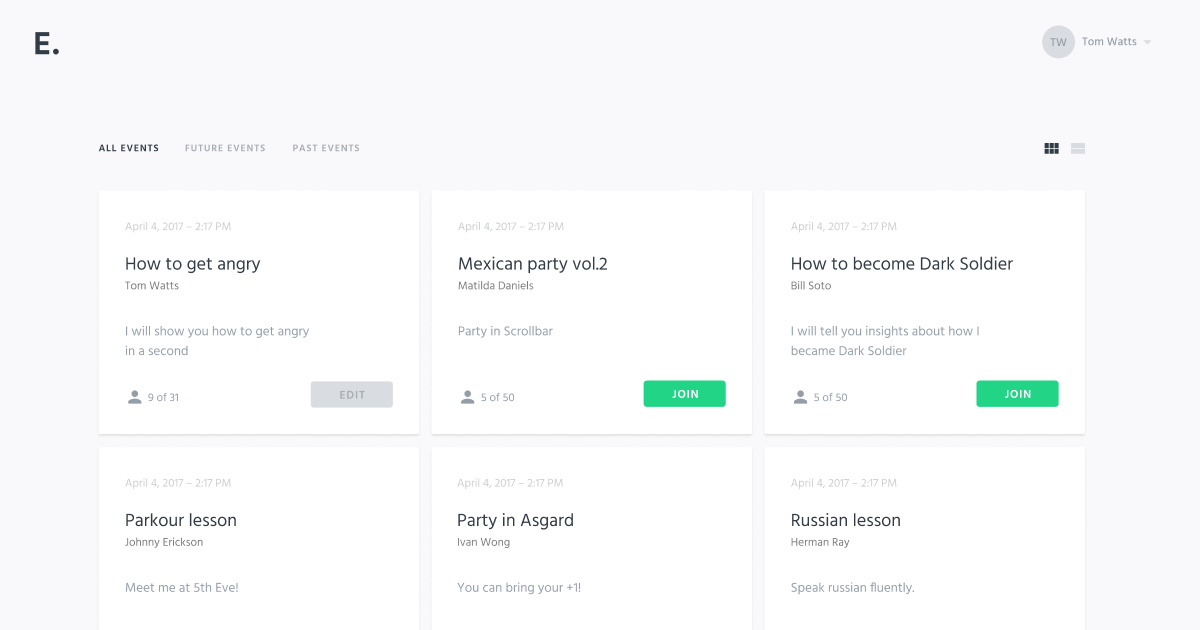 E.
TW Tom Watts
ALL EVENTS FUTURE EVENTS PAST EVENTS
April 4, 2017 – 2:17 PM
How to get angry
Tom Watts
I will show you how to get angry
in a second
9 of 31 EDIT
April 4, 2017 – 2:17 PM
Mexican party vol.2
Matilda Daniels
Party in Scrollbar
5 of 50 JOIN
April 4, 2017 – 2:17 PM
How to become Dark Soldier
Bill Soto
I will tell you insights about how I
became Dark Soldier
5 of 50 JOIN
April 4, 2017 – 2:17 PM
Parkour lesson
Johnny Erickson
Meet me at 5th Eve!
April 4, 2017 – 2:17 PM
Party in Asgard
Ivan Wong
You can bring your +1!
April 4, 2017 – 2:17 PM
Russian lesson
Herman Ray
Speak russian fluently.